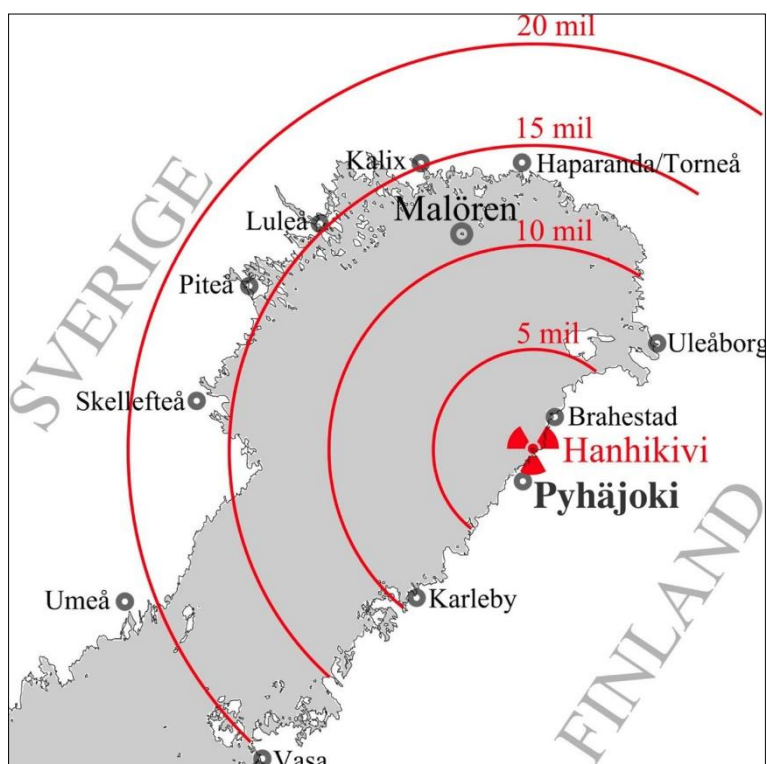 20 mil
15 mil
Kalix
Haparanda/Torneå
Malören
Luleå
10 mil
SVERIGE
Piteå
5 mil
Uleåborg
Skellefteå
Brahestad
Hanhikivi
Pyhäjoki
Umeå
Karleby
FINLAND
Vasa